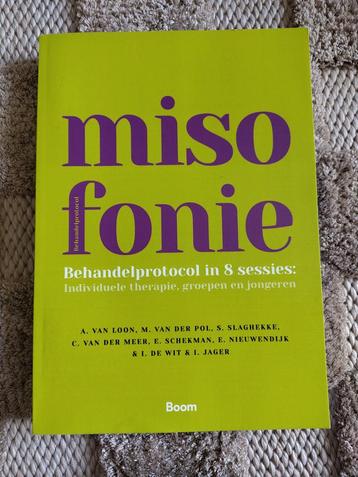 miso
fonie
Behandelprotocol
Behandelprotocol in 8 sessies:
Individuele therapie, groepen en jongeren
A. VAN LOON, M. VAN DER POL, S. SLAGHEKKE,
C. VAN DER MEER, E. SCHEKMAN, E. NIEUWENDIJK
& I. DE WIT & I. JAGER
Boom